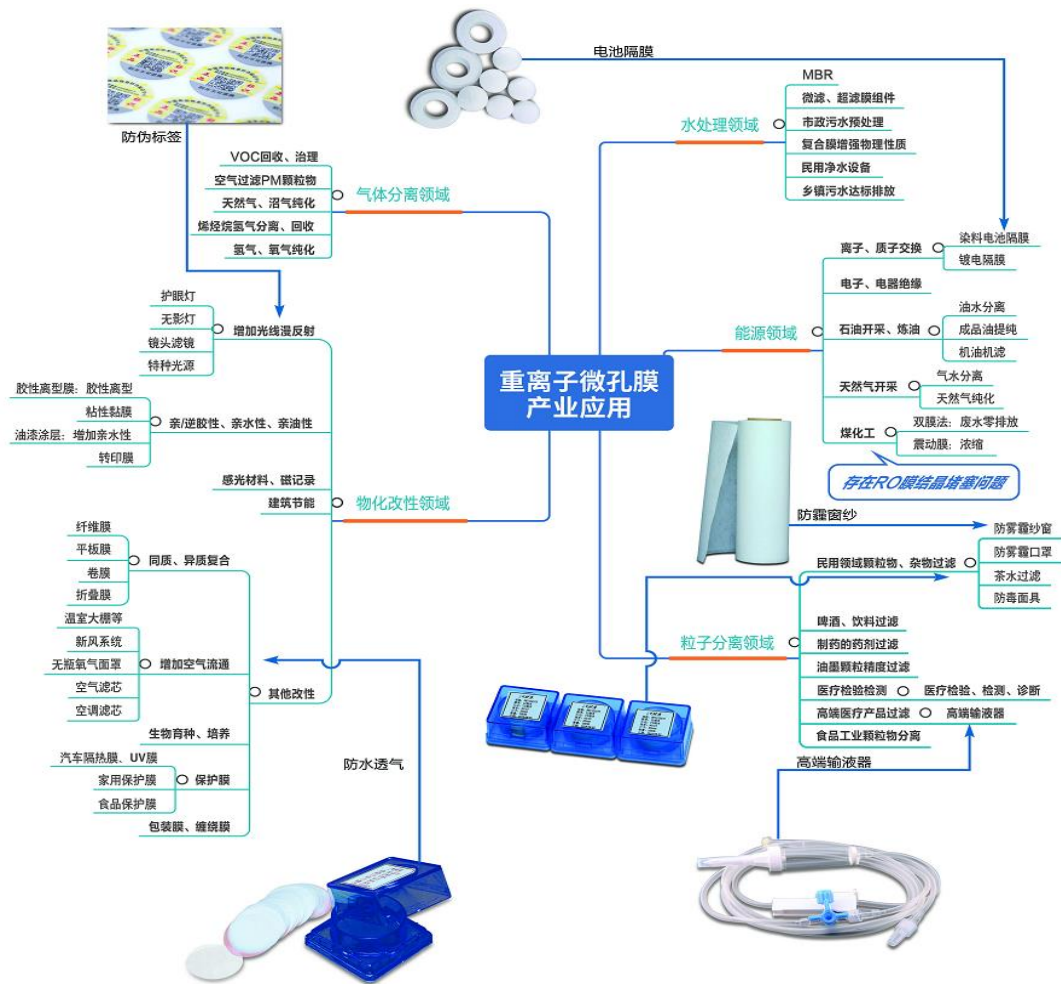 电池隔膜
防伪标签
重离子微孔膜
产业应用
气体分离领域
VOC回收、治理
空气过滤PM颗粒物
天然气、沼气纯化
烯烃烷氢气分离、回收
氢气、氧气纯化
物化改性领域
增加光线漫反射
护眼灯
无影灯
镜头滤镜
特种光源
亲/逆胶性、亲水性、亲油性
胶性离型膜：胶性离型
粘性黏膜
油漆涂层：增加亲水性
转印膜
感光材料、磁记录
建筑节能
其他改性
同质、异质复合
纤维膜
平板膜
卷膜
折叠膜
增加空气流通
温室大棚等
新风系统
无瓶氧气面罩
空气滤芯
空调滤芯
生物育种、培养
保护膜
汽车隔热膜、UV膜
家用保护膜
食品保护膜
包装膜、缠绕膜
防水透气
水处理领域
MBR
微滤、超滤膜组件
市政污水预处理
复合膜增强物理性质
民用净水设备
乡镇污水达标排放
能源领域
离子、质子交换
染料电池隔膜
镀电隔膜
电子、电器绝缘
石油开采、炼油
油水分离
成品油提纯
机油机滤
天然气开采
气水分离
天然气纯化
煤化工
双膜法：废水零排放
震动膜：浓缩
存在RO膜结晶堵塞问题
防霾窗纱
粒子分离领域
民用领域颗粒物、杂物过滤
防雾霾纱窗
防雾霾口罩
茶水过滤
防毒面具
啤酒、饮料过滤
制药的药剂过滤
油墨颗粒精度过滤
医疗检验检测
医疗检验、检测、诊断
高端医疗产品过滤
高端输液器
食品工业颗粒物分离
高端输液器